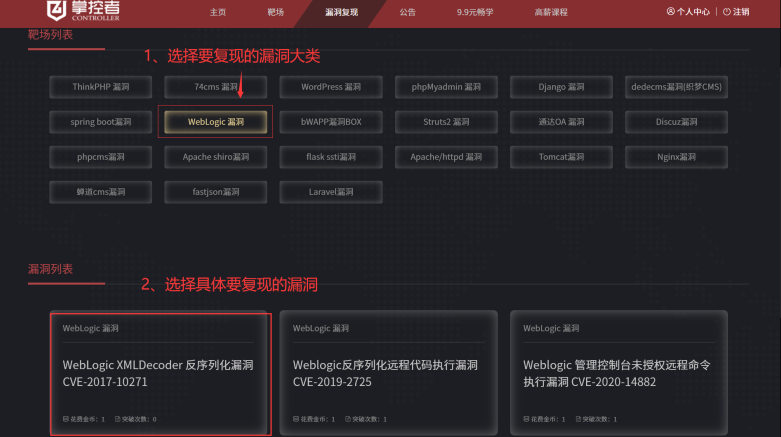 掌控者
CONTROLLER
主页 靶场 漏洞复现 公告 9.9元畅学 高薪课程 个人中心 | 注销
靶场列表
1、选择要复现的漏洞大类
ThinkPHP 漏洞 74cms 漏洞 WordPress 漏洞 phpMyadmin 漏洞 Django 漏洞 dedecms漏洞(织梦CMS)
spring boot漏洞 WebLogic 漏洞 bWAPP漏洞BOX Struts2 漏洞 通达OA 漏洞 Discuz漏洞
phpcms漏洞 Apache shiro漏洞 flask ssti漏洞 Apache/httpd 漏洞 Tomcat漏洞 Nginx漏洞
蝉道cms漏洞 fastjson漏洞 Laravel漏洞
漏洞列表
2、选择具体要复现的漏洞
WebLogic 漏洞
WebLogic XMLDecoder 反序列化漏洞
CVE-2017-10271
花费金币：1 突破次数：0
WebLogic 漏洞
Weblogic反序列化远程代码执行漏洞
CVE-2019-2725
花费金币：1 突破次数：1
WebLogic 漏洞
Weblogic 管理控制台未授权远程命令
执行漏洞 CVE-2020-14882
花费金币：1 突破次数：1